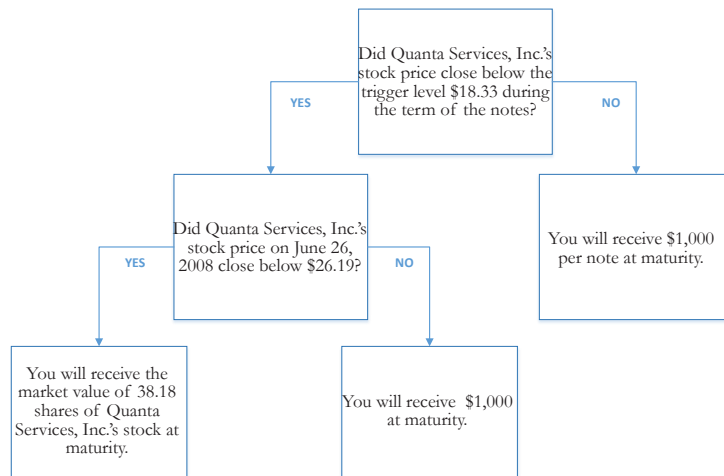 Did Quanta Services, Inc.'s
stock price close below the
trigger level $18.33 during
the term of the notes?
YES
NO
Did Quanta Services, Inc.'s
stock price on June 26,
2008 close below $26.19?
You will receive $1,000
per note at maturity.
YES
NO
You will receive the
market value of 38.18
shares of Quanta
Services, Inc.'s stock at
maturity.
You will receive $1,000
at maturity.